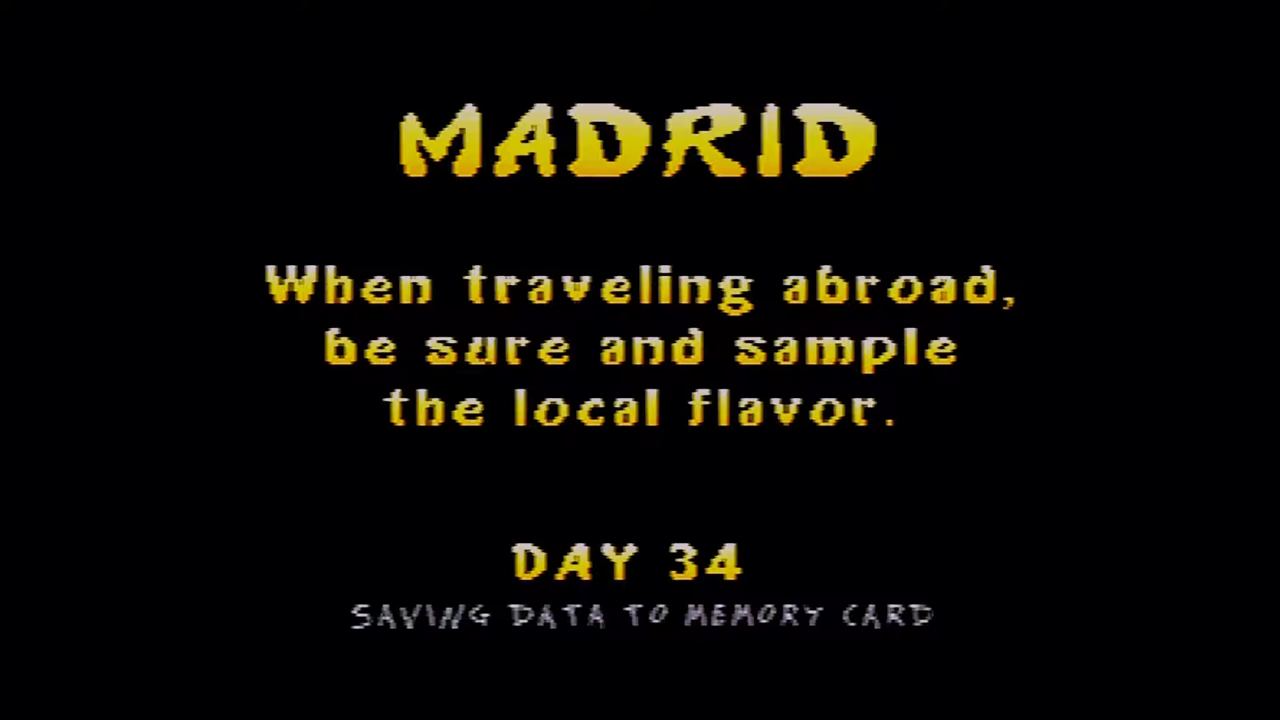 MADRID
When traveling abroad,
be sure and sample
the local flavor.
DAY 34
SAVING DATA TO MEMORY CARD